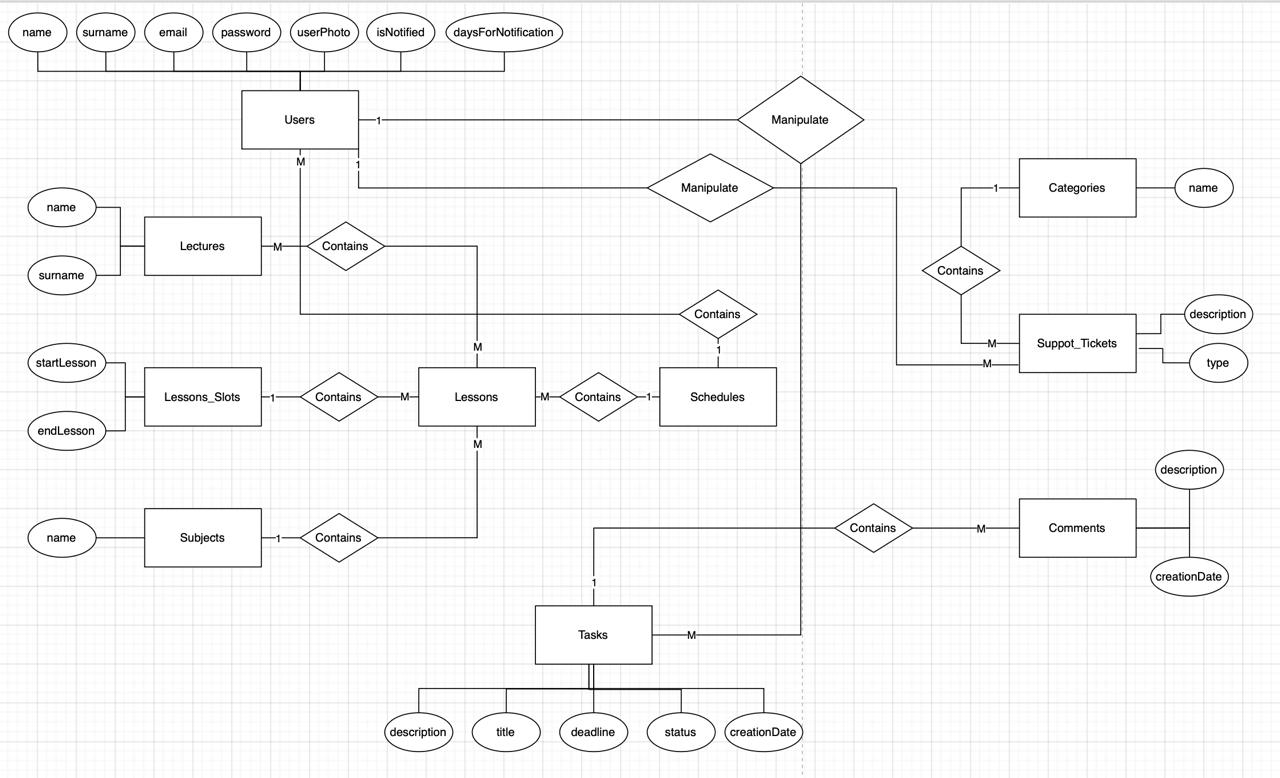 name
surname
email
password
userPhoto
isNotified
daysForNotification
Users
1
Manipulate
M
1
Manipulate
1
Categories
name
name
surname
Lectures
M
Contains
Contains
Contains
M
1
M
M
Suppot_Tickets
description
type
startLesson
endLesson
Lessons_Slots
1
Contains
M
Lessons
M
Contains
1
Schedules
M
name
Subjects
1
Contains
Contains
M
Comments
description
creationDate
1
Tasks
M
description
title
deadline
status
creationDate